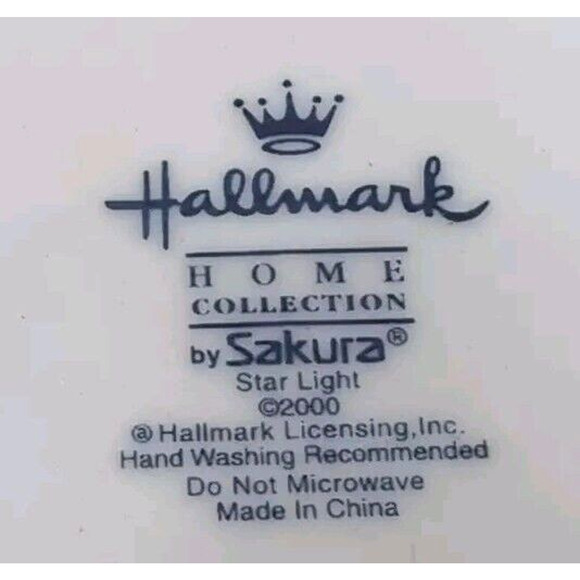 Hallmark
HOME
COLLECTION
by Sakura®
Star Light
©2000
@ Hallmark Licensing,Inc.
Hand Washing Recommended
Do Not Microwave
Made In China